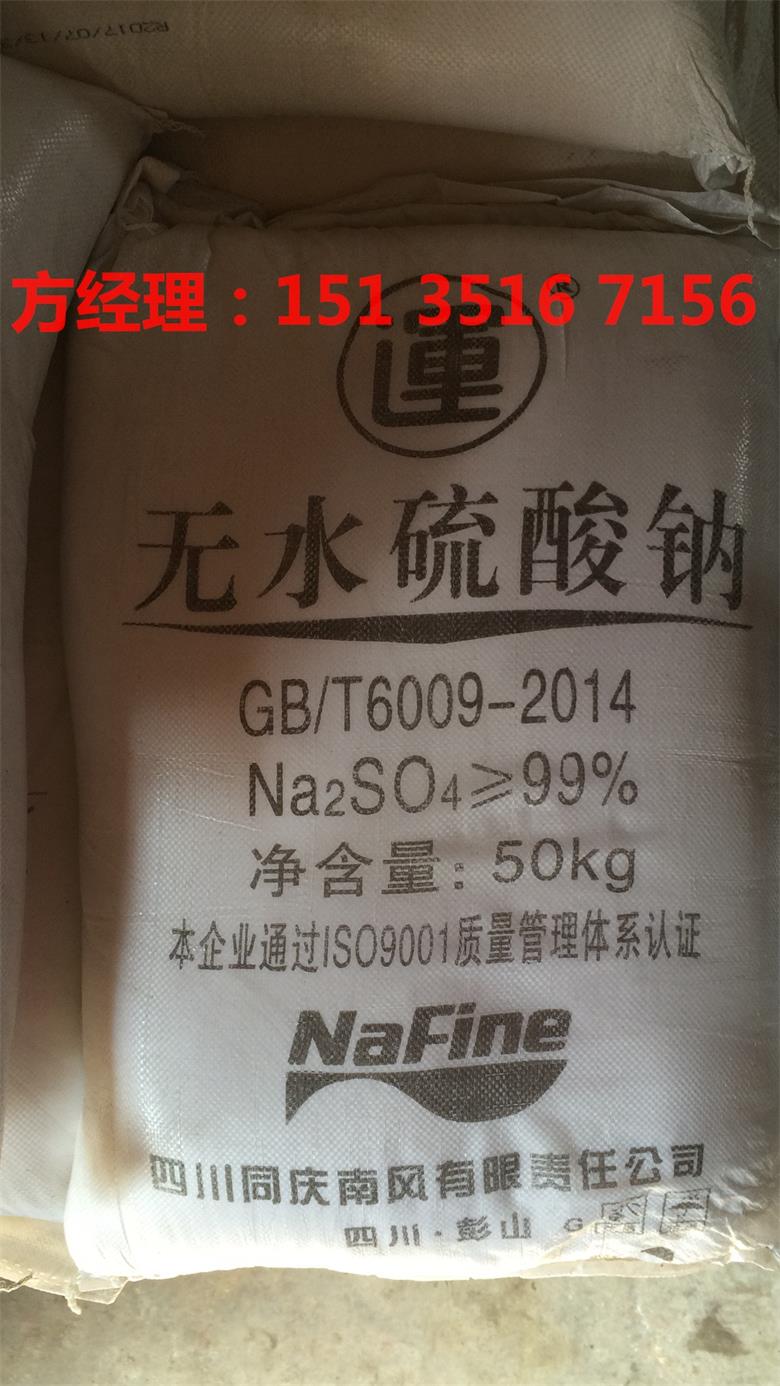 方经理：151 3516 7156
運
®
无水硫酸钠
GB/T6009-2014
Na₂SO₄≥99%
净含量: 50kg
本企业通过ISO9001质量管理体系认证
NaFine
四川同庆南风有限责任公司
四川·彭山 G